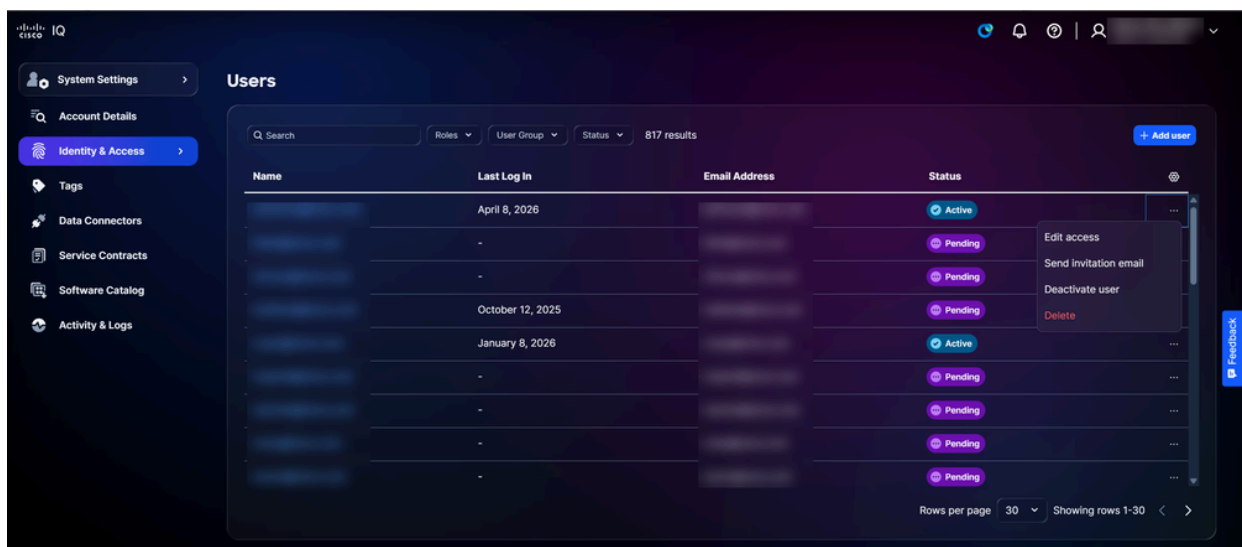 CISCO IQ
System Settings
Account Details
Identity & Access
Tags
Data Connectors
Service Contracts
Software Catalog
Activity & Logs
Users
Search
Roles
User Group
Status
817 results
+ Add user
Name Last Log In Email Address Status
April 8, 2026 Active ...
- Pending
- Pending
October 12, 2025 Pending
January 8, 2026 Active ...
- Pending ...
- Pending ...
- Pending ...
- Pending ...
Edit access
Send invitation email
Deactivate user
Delete
Rows per page 30 Showing rows 1-30
Feedback